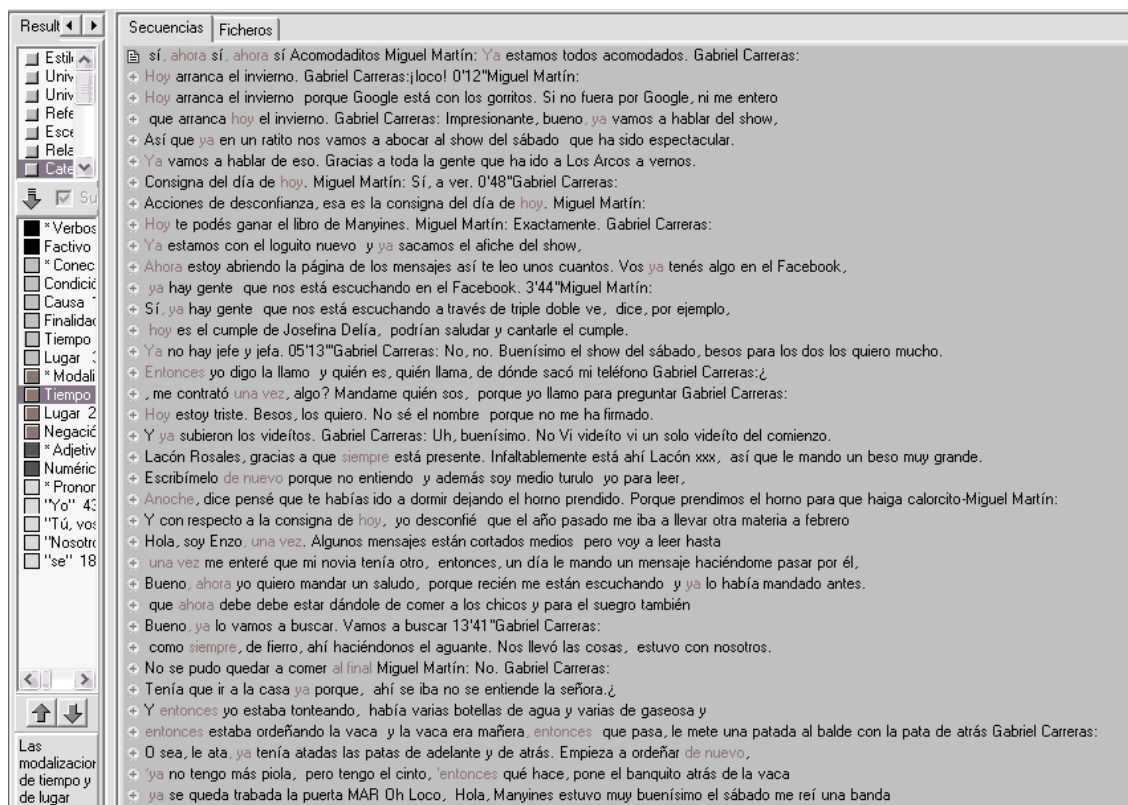 Result
Secuencias
Ficheros
Estilo
Univ
Univ
Refe
Esce
Rela
Cate
Su
* Verbos
Factivo
* Conec
Condició
Causa
Finalidad
Tiempo
Lugar
* Modali
Tiempo
Lugar 2
Negació
* Adjetiv
Numéric
* Pronor
"Yo" 43
"Tú, vos
"Nosotro
"se" 18
Las
modalizacior
de tiempo y
de lugar
sí, ahora sí, ahora sí Acomodaditos Miguel Martín: Ya estamos todos acomodados. Gabriel Carreras:
Hoy arranca el invierno. Gabriel Carreras:¡loco! 0'12"Miguel Martín:
Hoy arranca el invierno porque Google está con los gorritos. Si no fuera por Google, ni me entero
que arranca hoy el invierno. Gabriel Carreras: Impresionante, bueno, ya vamos a hablar del show,
Así que ya en un ratito nos vamos a abocar al show del sábado que ha sido espectacular.
Ya vamos a hablar de eso. Gracias a toda la gente que ha ido a Los Arcos a vernos.
Consigna del día de hoy. Miguel Martín: Sí, a ver. 0'48"Gabriel Carreras:
Acciones de desconfianza, esa es la consigna del día de hoy. Miguel Martín:
Hoy te podés ganar el libro de Manyines. Miguel Martín: Exactamente. Gabriel Carreras:
Ya estamos con el loguito nuevo y ya sacamos el afiche del show,
Ahora estoy abriendo la página de los mensajes así te leo unos cuantos. Vos ya tenés algo en el Facebook,
ya hay gente que nos está escuchando en el Facebook. 3'44"Miguel Martín:
Sí, ya hay gente que nos está escuchando a través de triple doble ve, dice, por ejemplo,
hoy es el cumple de Josefina Delía, podrían saludar y cantarle el cumple.
Ya no hay jefe y jefa. 05'13'"Gabriel Carreras: No, no. Buenísimo el show del sábado, besos para los dos los quiero mucho.
Entonces yo digo la llamo y quién es, quién llama, de dónde sacó mi teléfono Gabriel Carreras:¿
, me contrató una vez, algo? Mandame quién sos, porque yo llamo para preguntar Gabriel Carreras:
Hoy estoy triste. Besos, los quiero. No sé el nombre porque no me ha firmado.
Y ya subieron los videítos. Gabriel Carreras: Uh, buenísimo. No Vi videíto vi un solo videíto del comienzo.
Lacón Rosales, gracias a que siempre está presente. Infaltablemente está ahí Lacón xxx, así que le mando un beso muy grande.
Escribímelo de nuevo porque no entiendo y además soy medio turulo yo para leer,
Anoche, dice pensé que te habías ido a dormir dejando el horno prendido. Porque prendimos el horno para que haiga calorcito-Miguel Martín:
Y con respecto a la consigna de hoy, yo desconfié que el año pasado me iba a llevar otra materia a febrero
Hola, soy Enzo, una vez. Algunos mensajes están cortados medios pero voy a leer hasta
una vez me enteré que mi novia tenía otro, entonces, un día le mando un mensaje haciéndome pasar por él,
Bueno, ahora yo quiero mandar un saludo, porque recién me están escuchando y ya lo había mandado antes.
que ahora debe debe estar dándole de comer a los chicos y para el suegro también
Bueno, ya lo vamos a buscar. Vamos a buscar 13'41"Gabriel Carreras:
como siempre, de fierro, ahí haciéndonos el aguante. Nos llevó las cosas, estuvo con nosotros.
No se pudo quedar a comer al final Miguel Martín: No. Gabriel Carreras:
Tenía que ir a la casa ya porque, ahí se iba no se entiende la señora.¿
Y entonces yo estaba tonteando, había varias botellas de agua y varias de gaseosa y
entonces estaba ordeñando la vaca y la vaca era mañera, entonces que pasa, le mete una patada al balde con la pata de atrás Gabriel Carreras:
O sea, le ata, ya tenía atadas las patas de adelante y de atrás. Empieza a ordeñar de nuevo,
'ya no tengo más piola, pero tengo el cinto, 'entonces qué hace, pone el banquito atrás de la vaca
ya se queda trabada la puerta MAR Oh Loco, Hola, Manyines estuvo muy buenísimo el sábado me reí una banda